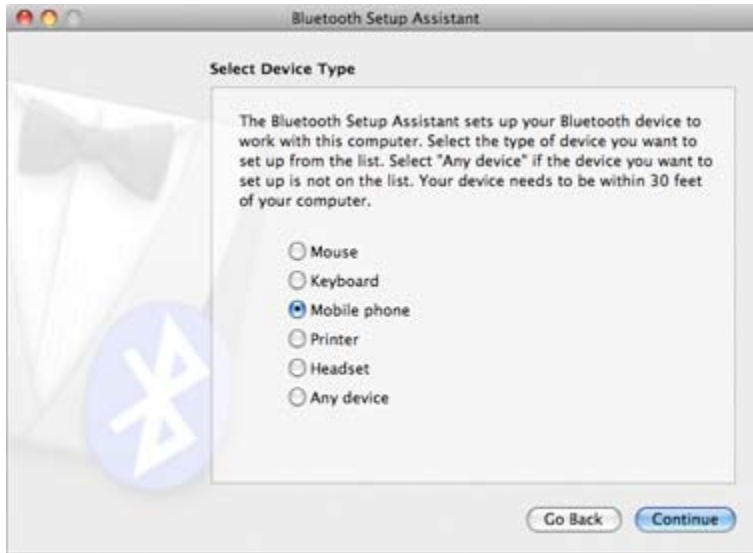 Bluetooth Setup Assistant
Select Device Type
The Bluetooth Setup Assistant sets up your Bluetooth device to
work with this computer. Select the type of device you want to
set up from the list. Select "Any device" if the device you want to
set up is not on the list. Your device needs to be within 30 feet
of your computer.
Mouse
Keyboard
Mobile phone
Printer
Headset
Any device
Go Back
Continue